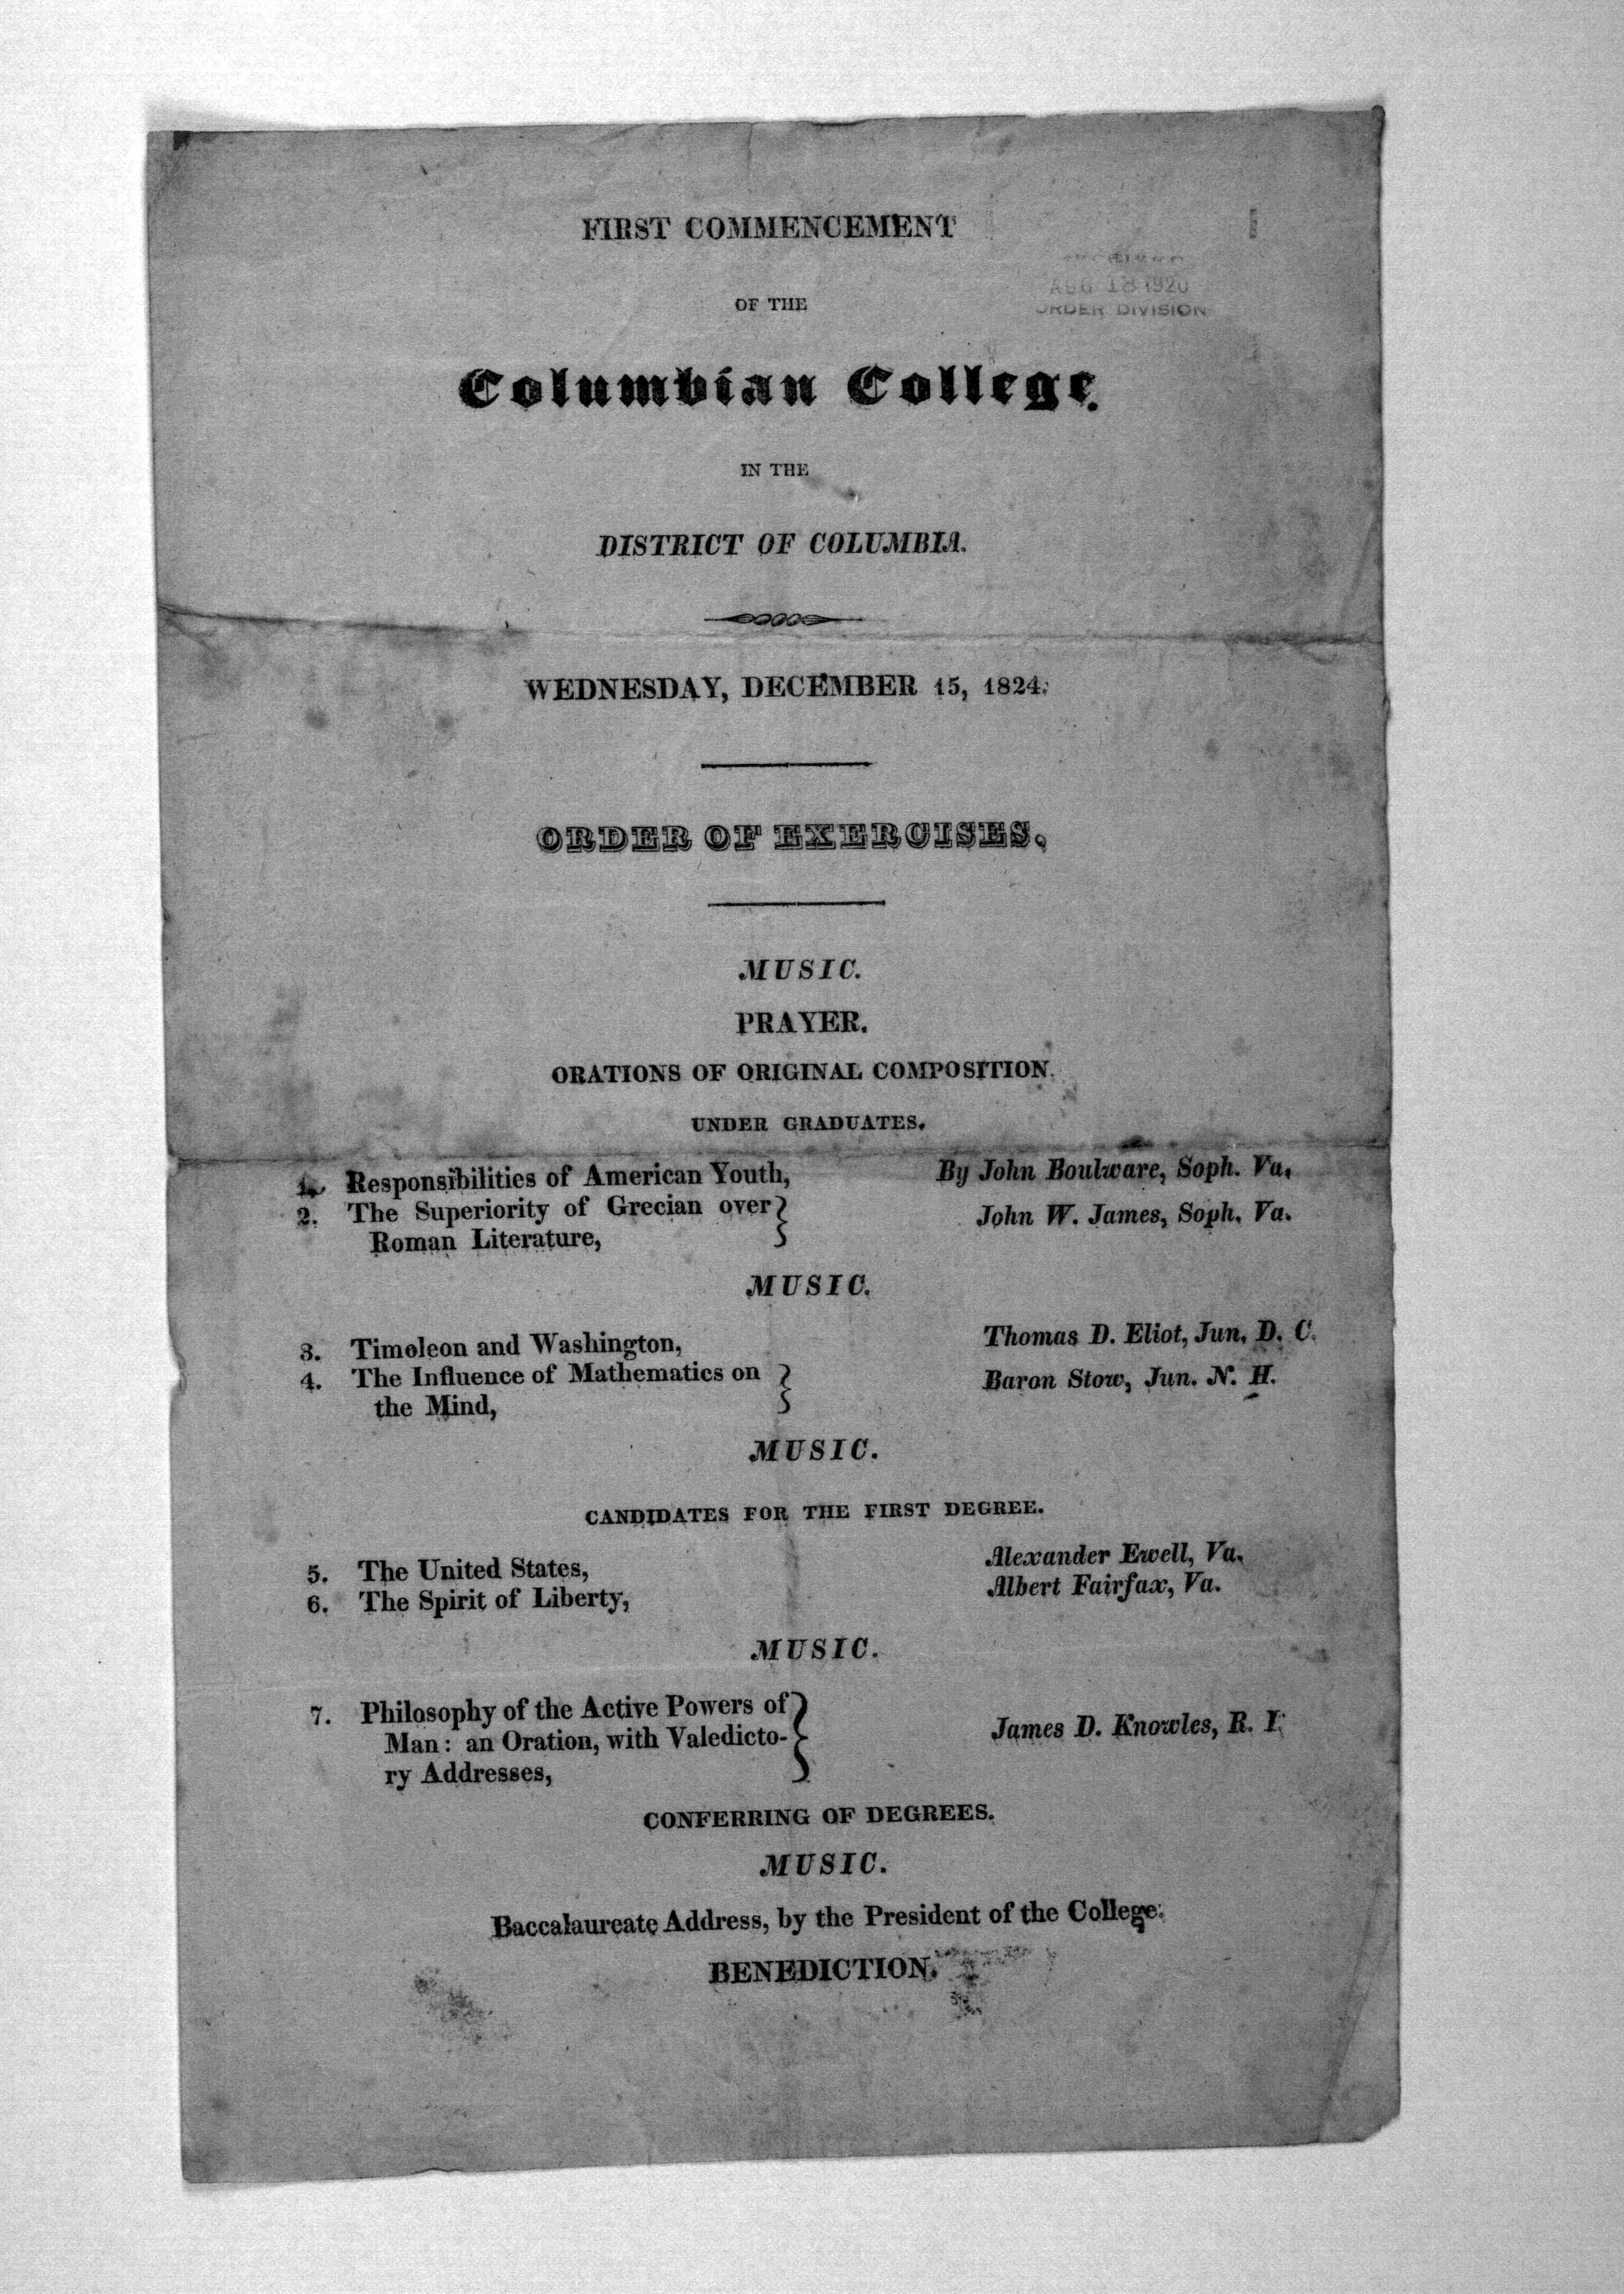 FIRST COMMENCEMENT
OF THE
AUG 18 1920
ORDER DIVISION
Columbian College,
IN THE
DISTRICT OF COLUMBIA.
WEDNESDAY, DECEMBER 15, 1824.
ORDER OF EXERCISES.
MUSIC.
PRAYER.
ORATIONS OF ORIGINAL COMPOSITION.
UNDER GRADUATES.
1. Responsibilities of American Youth, By John Boulware, Soph. Va.
2. The Superiority of Grecian over } John W. James, Soph. Va.
Roman Literature,
MUSIC.
3. Timoleon and Washington, Thomas D. Eliot, Jun. D. C.
4. The Influence of Mathematics on } Baron Stow, Jun. N. H.
the Mind,
MUSIC.
CANDIDATES FOR THE FIRST DEGREE.
5. The United States, Alexander Ewell, Va.
6. The Spirit of Liberty, Albert Fairfax, Va.
MUSIC.
7. Philosophy of the Active Powers of
Man: an Oration, with Valedicto- } James D. Knowles, R. I.
ry Addresses,
CONFERRING OF DEGREES.
MUSIC.
Baccalaureate Address, by the President of the College.
BENEDICTION.